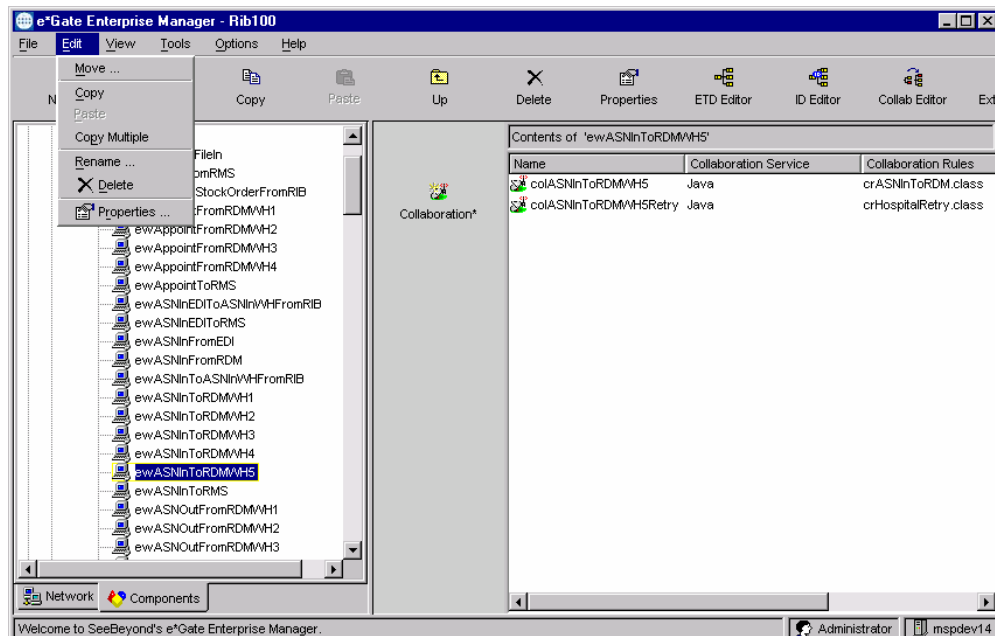 e*Gate Enterprise Manager - Rib100
File Edit View Tools Options Help
N Copy Paste Up Delete Properties ETD Editor ID Editor Collab Editor Ext
Move ...
Copy
Paste
Copy Multiple
Rename ...
Delete
Properties ...
FileIn
omRMS
StockOrderFromRIB
tFromRDMWH1
ewAppointFromRDMWH2
ewAppointFromRDMWH3
ewAppointFromRDMWH4
ewAppointToRMS
ewASNInEDIToASNInWHFromRIB
ewASNInEDIToRMS
ewASNInFromEDI
ewASNInFromRDM
ewASNInToASNInWHFromRIB
ewASNInToRDMWH1
ewASNInToRDMWH2
ewASNInToRDMWH3
ewASNInToRDMWH4
ewASNInToRDMWH5
ewASNInToRMS
ewASNOutFromRDMWH1
ewASNOutFromRDMWH2
ewASNOutFromRDMWH3
Network Components
Collaboration*
Contents of 'ewASNInToRDMWH5'
Name Collaboration Service Collaboration Rules
colASNInToRDMWH5 Java crASNInToRDM.class
colASNInToRDMWH5Retry Java crHospitalRetry.class
Welcome to SeeBeyond's e*Gate Enterprise Manager. Administrator mspdev14